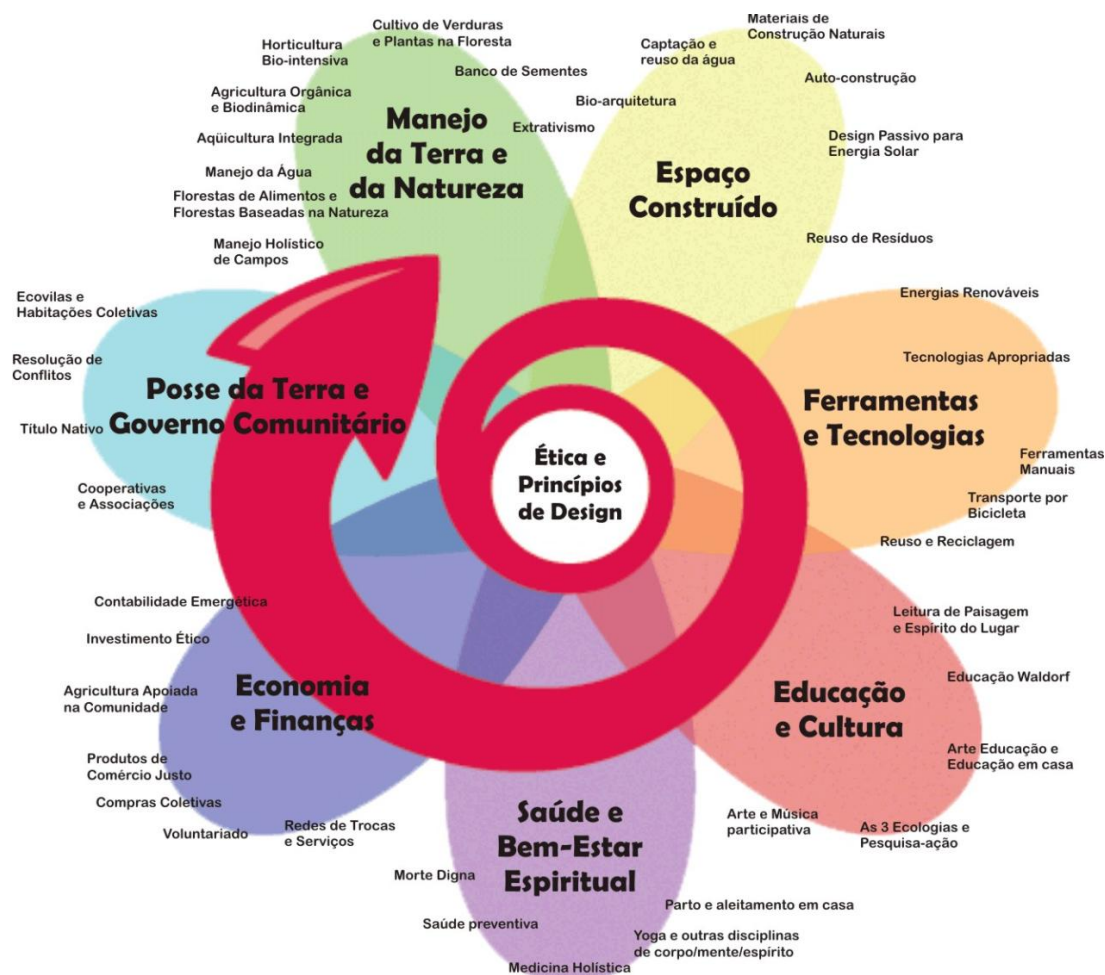 Cultivo de Verduras
e Plantas na Floresta
Horticultura
Bio-intensiva
Banco de Sementes
Agricultura Orgânica
e Biodinâmica
Extrativismo
Aqüicultura Integrada
Manejo da Água
Florestas de Alimentos e
Florestas Baseadas na Natureza
Manejo Holístico
de Campos
Manejo
da Terra e
da Natureza
Materiais de
Construção Naturais
Captação e
reuso da água
Auto-construção
Bio-arquitetura
Design Passivo para
Energia Solar
Reuso de Resíduos
Espaço
Construído
Energias Renováveis
Tecnologias Apropriadas
Ferramentas
e Tecnologias
Ferramentas
Manuais
Transporte por
Bicicleta
Reuso e Reciclagem
Leitura de Paisagem
e Espírito do Lugar
Educação Waldorf
Educação
e Cultura
Arte Educação e
Educação em casa
As 3 Ecologias e
Pesquisa-ação
Arte e Música
participativa
Saúde e
Bem-Estar
Espiritual
Parto e aleitamento em casa
Yoga e outras disciplinas
de corpo/mente/espírito
Medicina Holística
Saúde preventiva
Morte Digna
Economia
e Finanças
Contabilidade Emergética
Investimento Ético
Agricultura Apoiada
na Comunidade
Produtos de
Comércio Justo
Compras Coletivas
Voluntariado
Redes de Trocas
e Serviços
Posse da Terra e
Governo Comunitário
Ecovilas e
Habitações Coletivas
Resolução de
Conflitos
Título Nativo
Cooperativas
e Associações
Ética e
Princípios
de Design